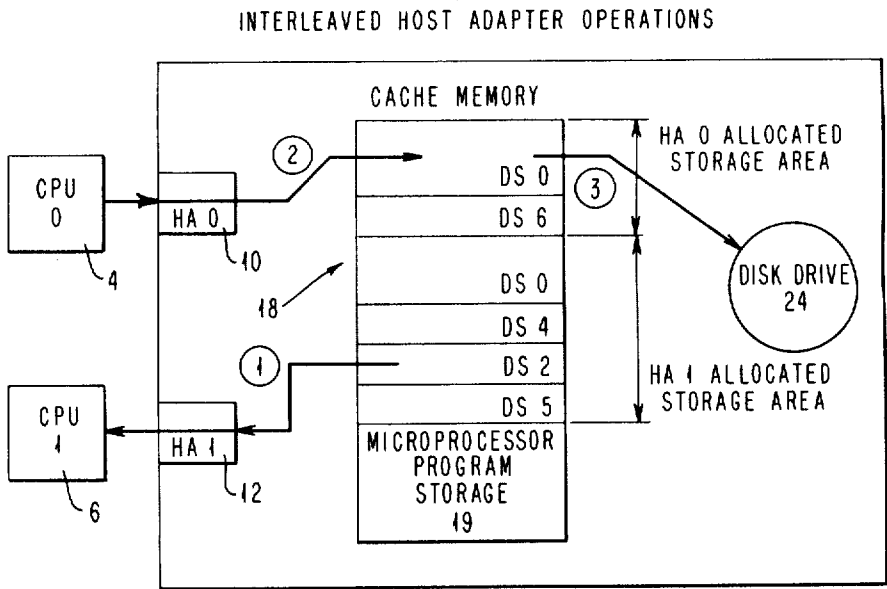 INTERLEAVED HOST ADAPTER OPERATIONS
CACHE MEMORY
HA 0 ALLOCATED
STORAGE AREA
CPU
0
4
HA 0
10
2
DS 0
3
DS 6
18
DS 0
DS 4
DS 2
DS 5
DISK DRIVE
24
1
HA 1 ALLOCATED
STORAGE AREA
CPU
1
6
HA 1
12
MICROPROCESSOR
PROGRAM
STORAGE
19